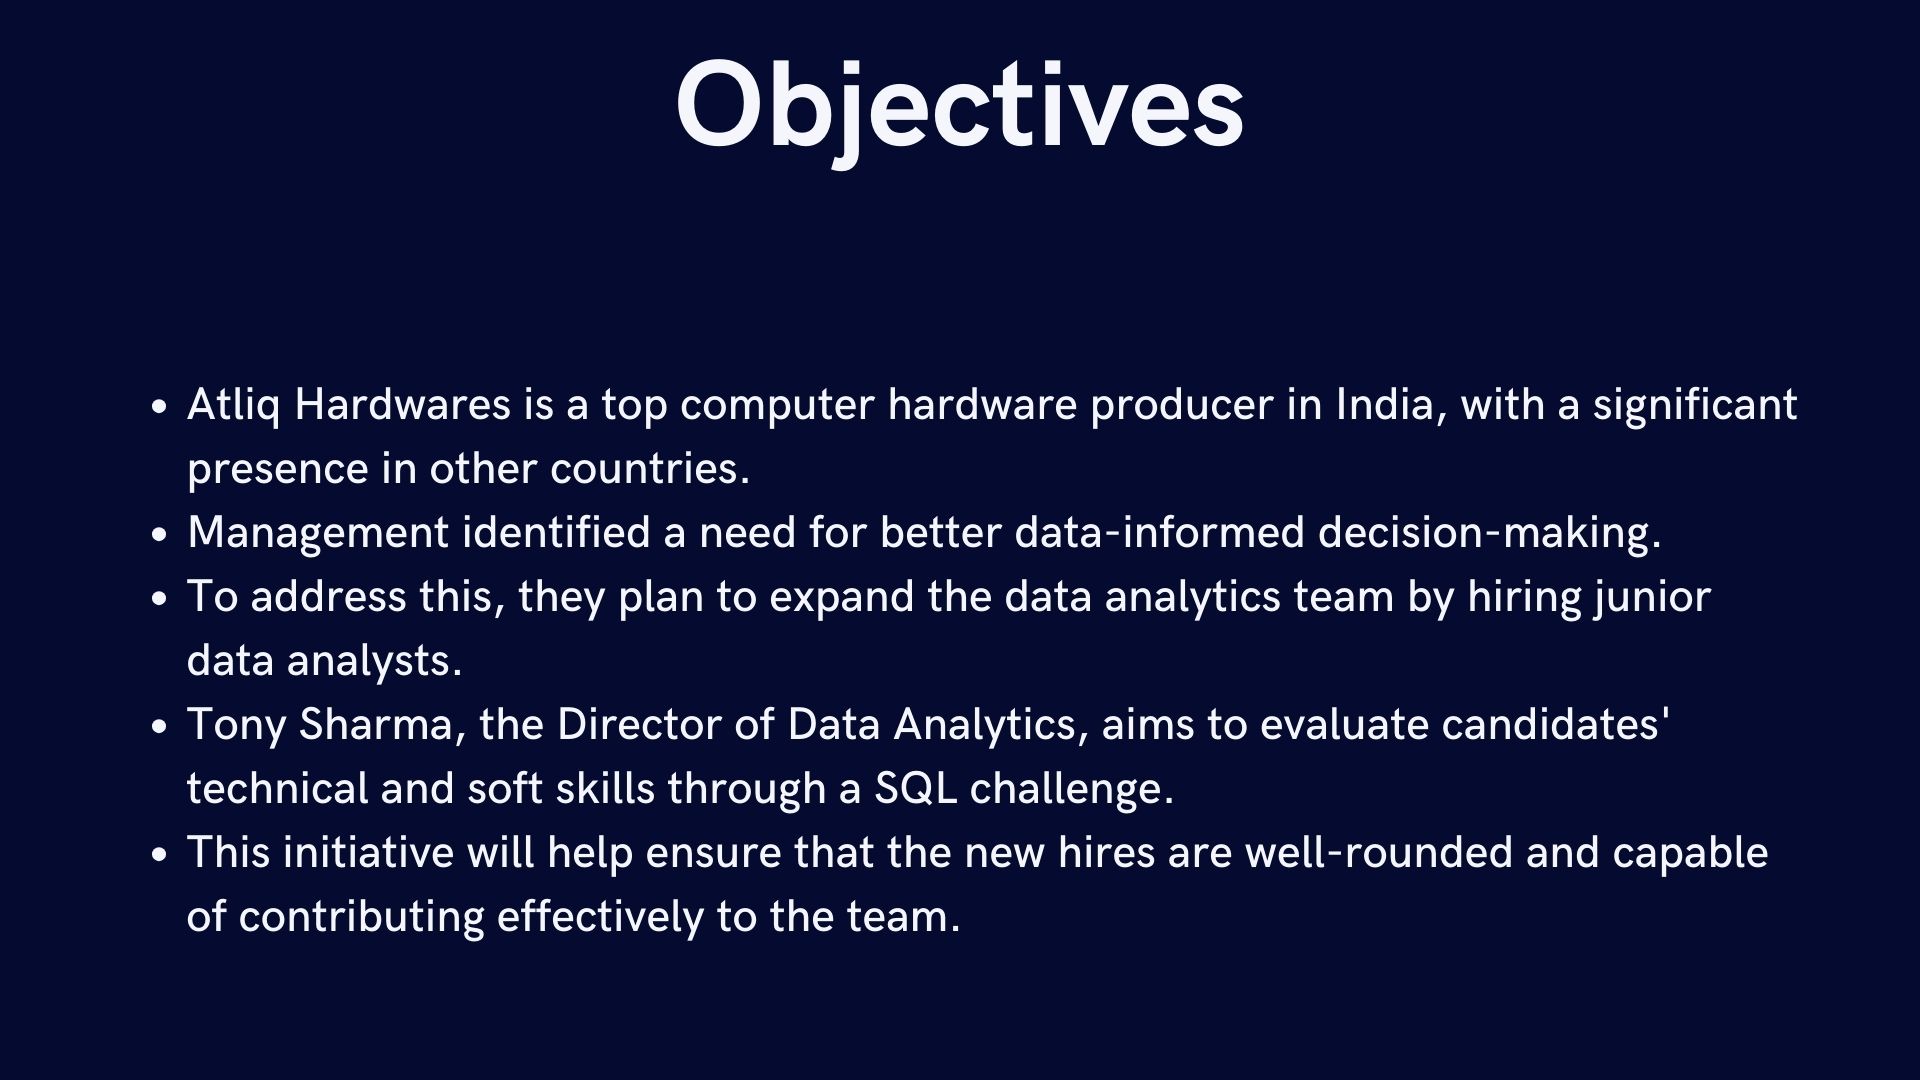 Objectives
• Atliq Hardwares is a top computer hardware producer in India, with a significant
presence in other countries.
• Management identified a need for better data-informed decision-making.
• To address this, they plan to expand the data analytics team by hiring junior
data analysts.
• Tony Sharma, the Director of Data Analytics, aims to evaluate candidates'
technical and soft skills through a SQL challenge.
• This initiative will help ensure that the new hires are well-rounded and capable
of contributing effectively to the team.